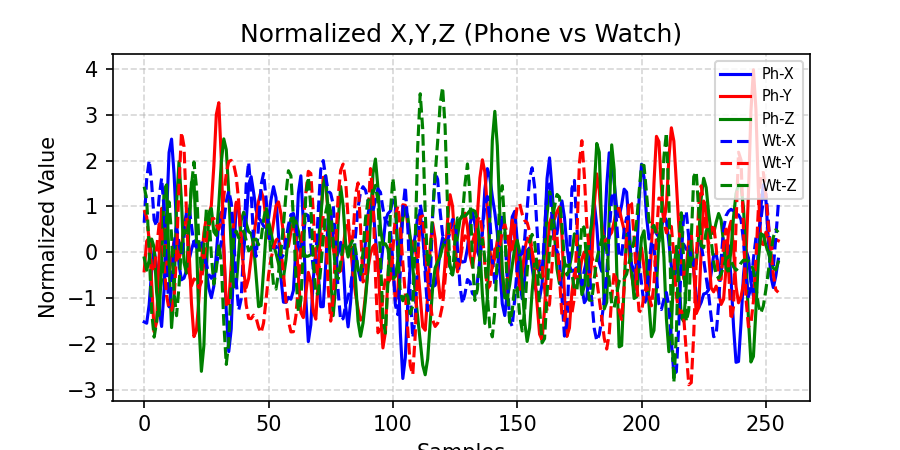 Normalized X,Y,Z (Phone vs Watch)
Normalized Value
4
3
2
1
0
−1
−2
−3
0
50
100
150
200
250
Samples
Ph-X
Ph-Y
Ph-Z
Wt-X
Wt-Y
Wt-Z